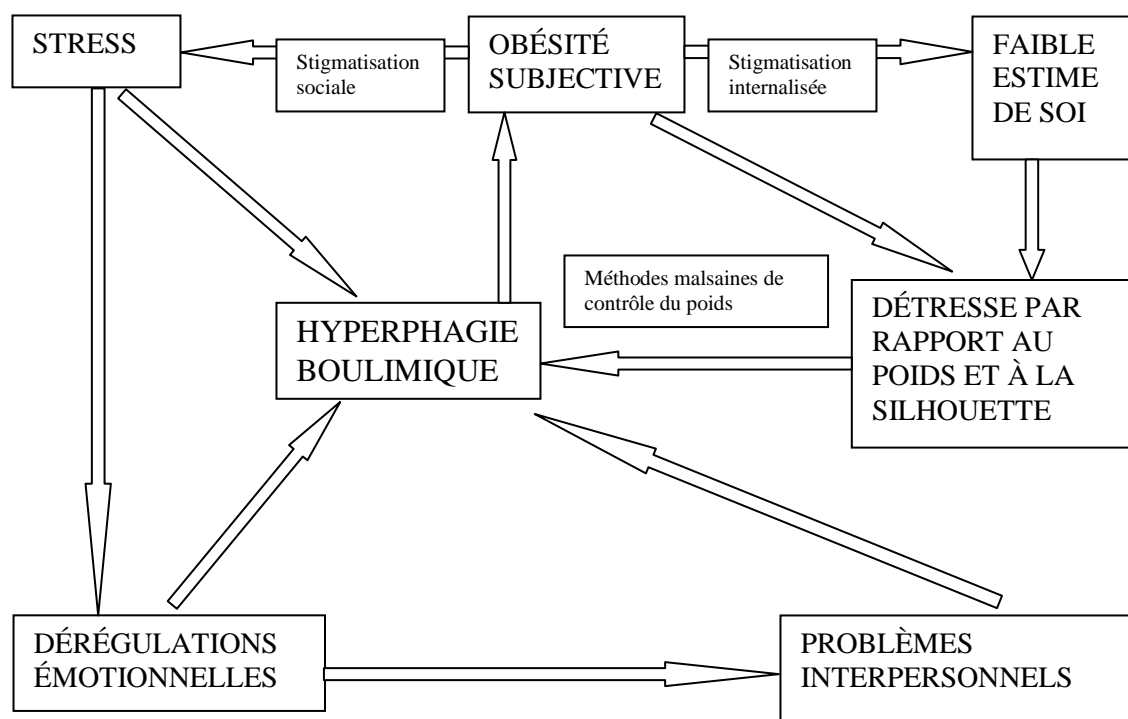 STRESS
Stigmatisation
sociale
OBÉSITÉ
SUBJECTIVE
Stigmatisation
internalisée
FAIBLE
ESTIME
DE SOI
Méthodes malsaines de
contrôle du poids
HYPERPHAGIE
BOULIMIQUE
DÉTRESSE PAR
RAPPORT AU
POIDS ET À LA
SILHOUETTE
DÉRÉGULATIONS
ÉMOTIONNELLES
PROBLÈMES
INTERPERSONNELS